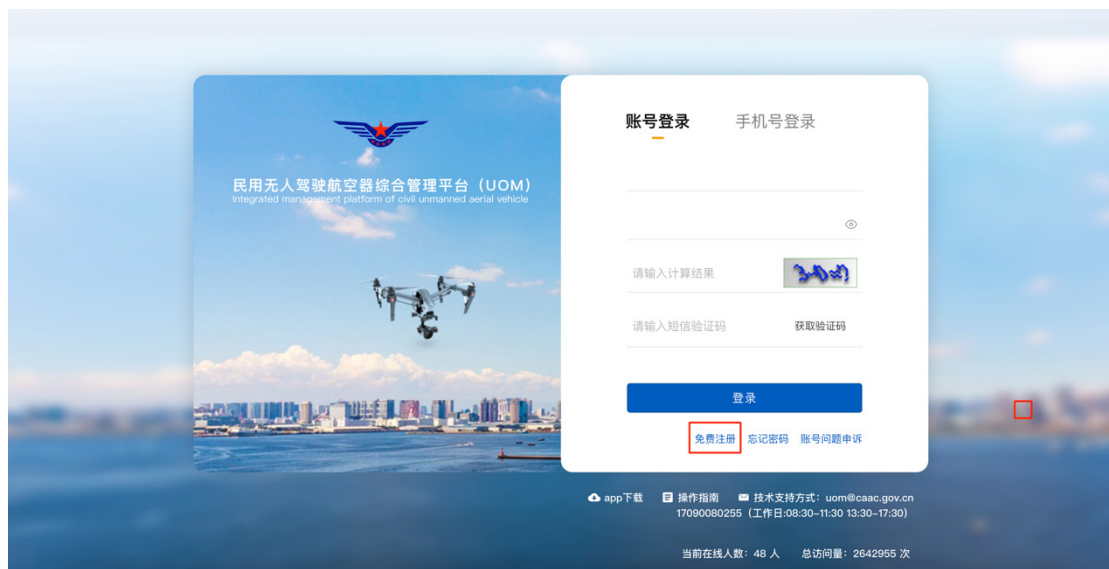 民用无人驾驶航空器综合管理平台（UOM）
Integrated management platform of civil unmanned aerial vehicle
账号登录 手机号登录
请输入计算结果
请输入短信验证码 获取验证码
登录
免费注册 忘记密码 账号问题申诉
app下载 操作指南 技术支持方式：uom@caac.gov.cn
17090080255（工作日:08:30-11:30 13:30-17:30）
当前在线人数：48 人 总访问量：2642955 次